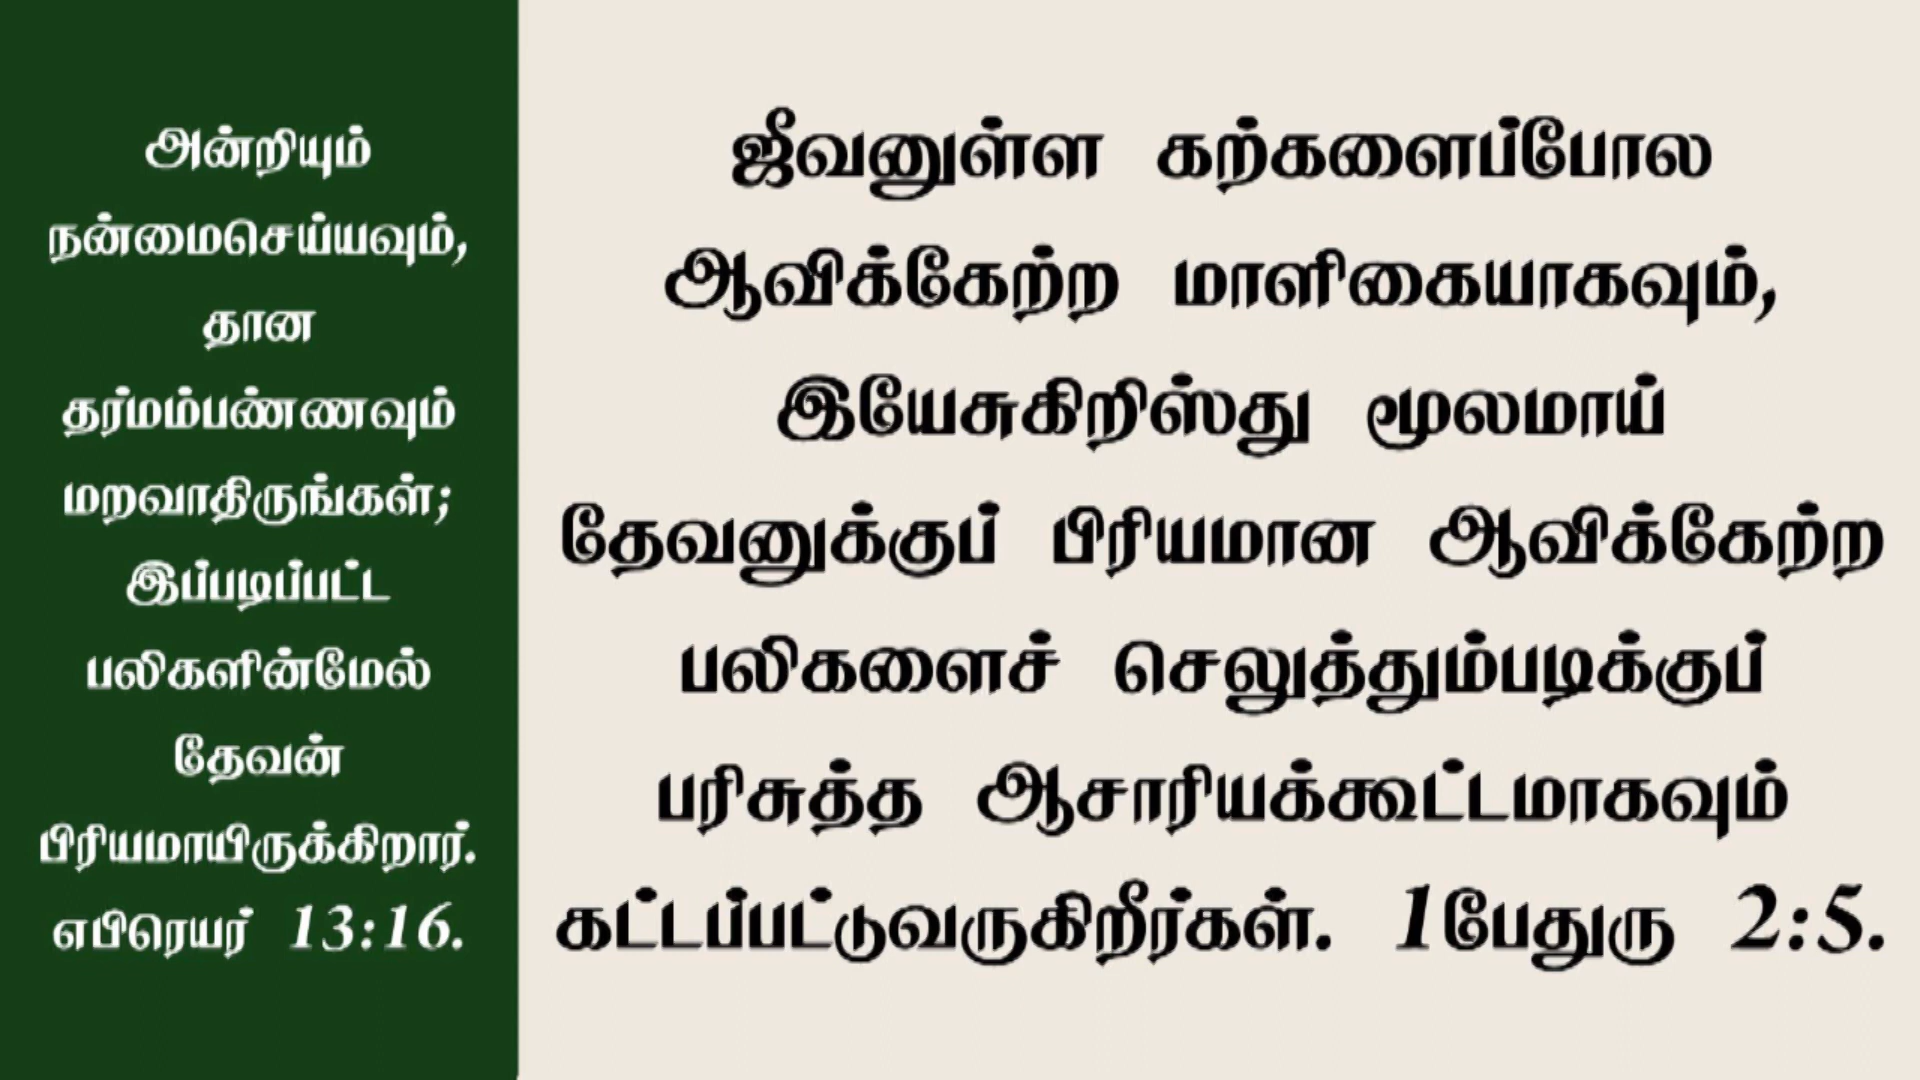 அன்றியும்
நன்மைசெய்யவும்,
தான
தர்மம்பண்ணவும்
மறவாதிருங்கள்;
இப்படிப்பட்ட
பலிகளின்மேல்
தேவன்
பிரியமாயிருக்கிறார்.
எபிரெயர் 13:16.
ஜீவனுள்ள கற்களைப்போல
ஆவிக்கேற்ற மாளிகையாகவும்,
இயேசுகிறிஸ்து மூலமாய்
தேவனுக்குப் பிரியமான ஆவிக்கேற்ற
பலிகளைச் செலுத்தும்படிக்குப்
பரிசுத்த ஆசாரியக்கூட்டமாகவும்
கட்டப்பட்டுவருகிறீர்கள். 1பேதுரு 2:5.